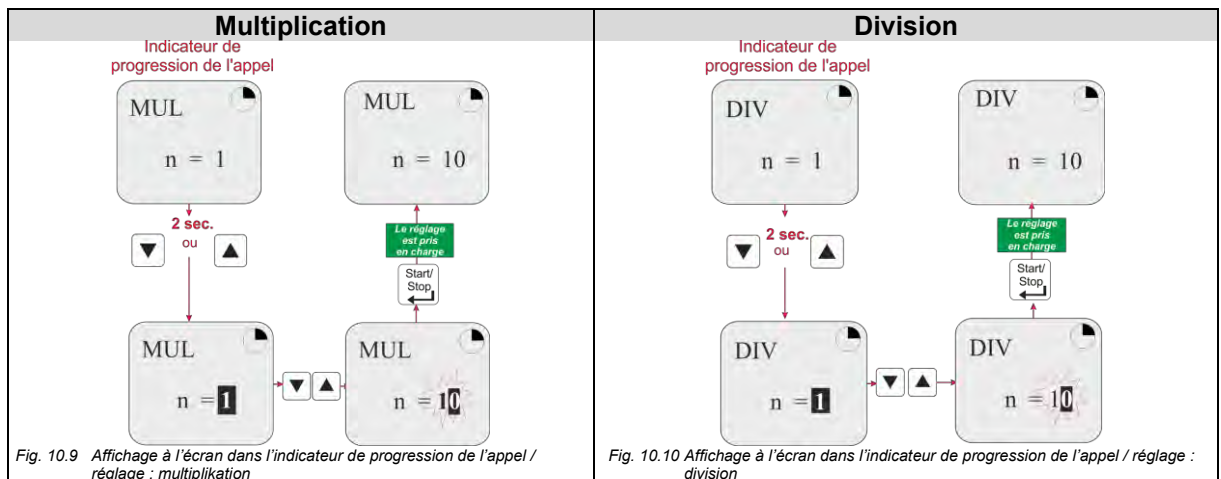 Multiplication
Indicateur de
progression de l'appel
MUL
n = 1
2 sec.
ou
MUL
n = 1
MUL
n = 10
Start/
Stop
Le réglage
est pris
en charge
MUL
n = 10
Fig. 10.9 Affichage à l'écran dans l'indicateur de progression de l'appel /
réglage : multiplikation
Division
Indicateur de
progression de l'appel
DIV
n = 1
2 sec.
ou
DIV
n = 1
DIV
n = 10
Start/
Stop
Le réglage
est pris
en charge
DIV
n = 10
Fig. 10.10 Affichage à l'écran dans l'indicateur de progression de l'appel / réglage :
division